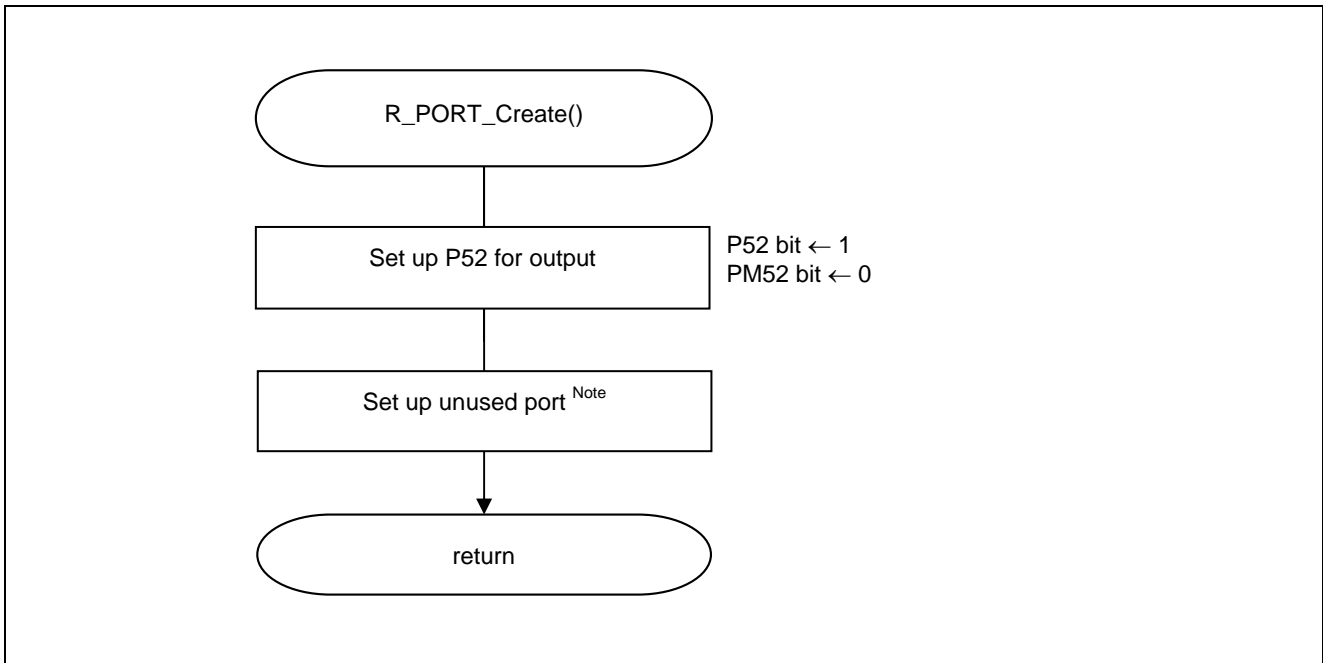 R_PORT_Create()
Set up P52 for output
P52 bit ← 1
PM52 bit ← 0
Set up unused port Note
return